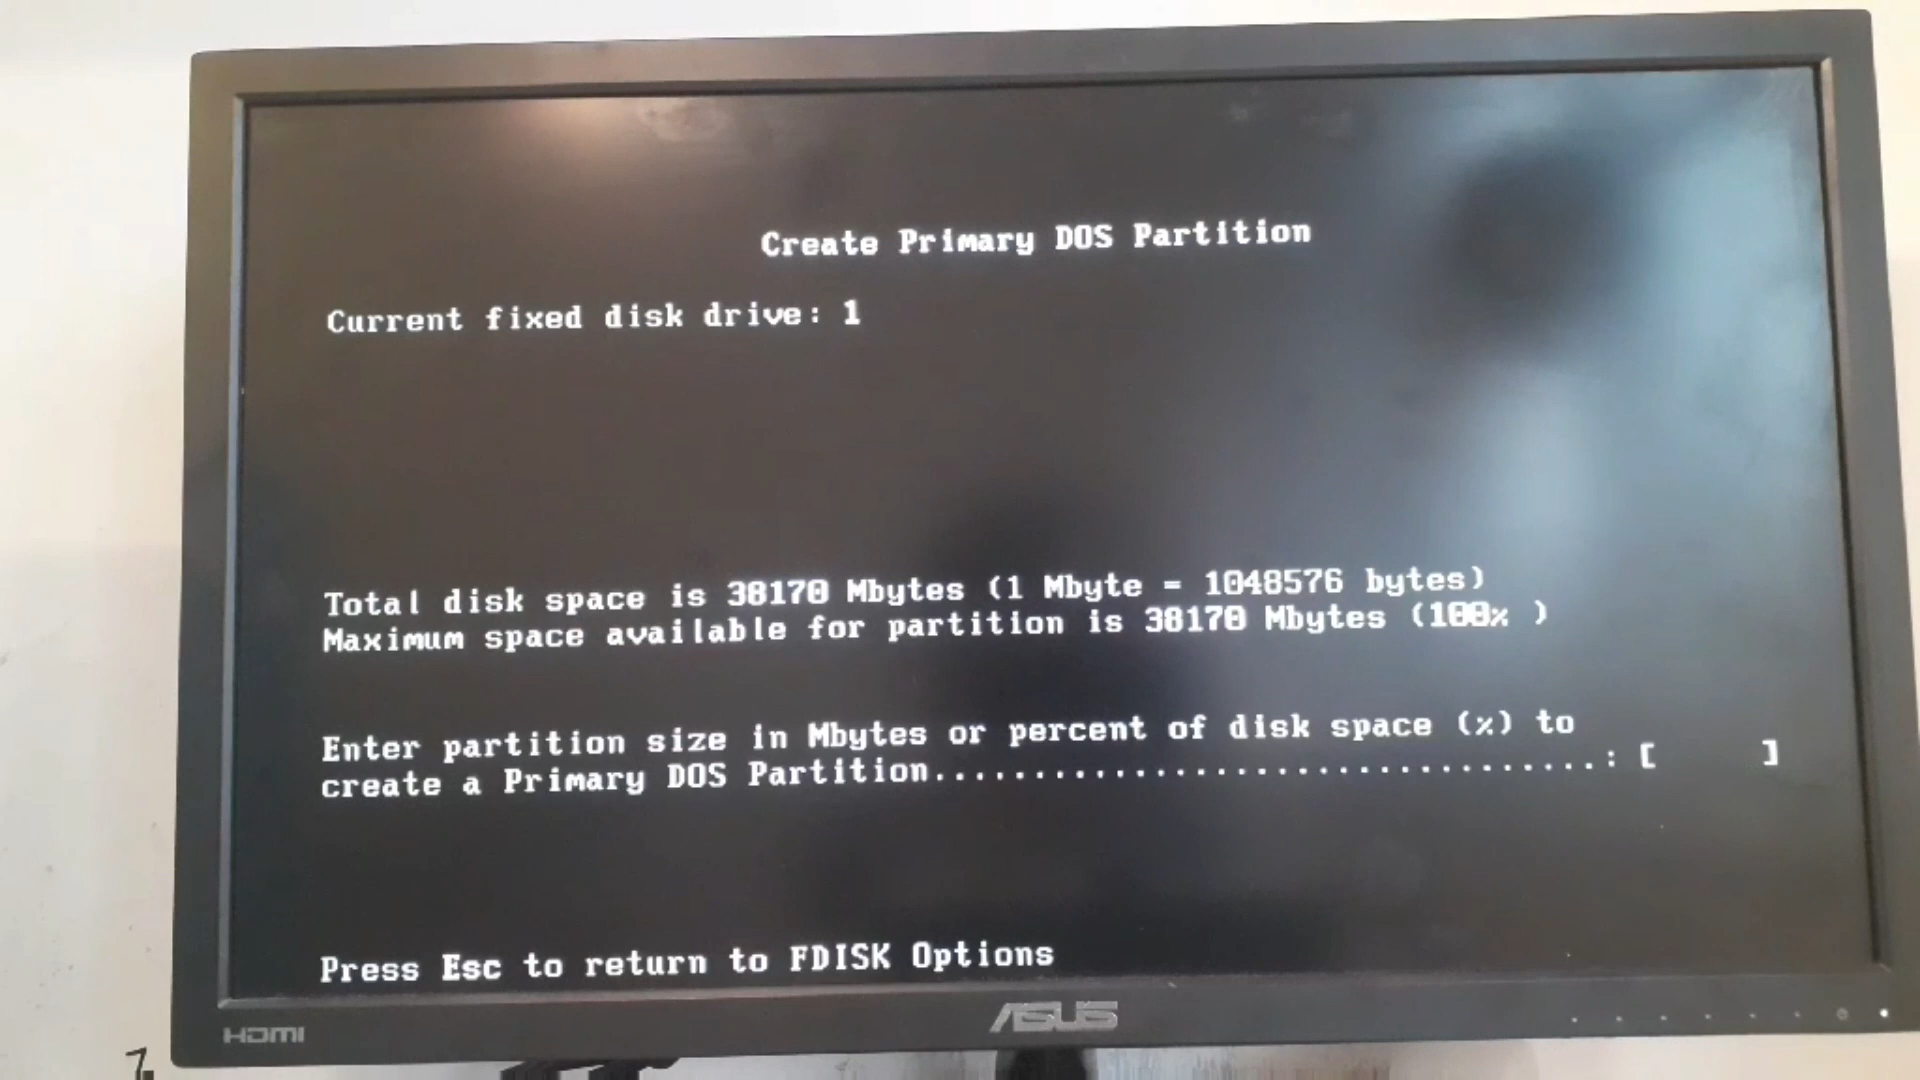 Create Primary DOS Partition
Current fixed disk drive: 1
Total disk space is 38170 Mbytes (1 Mbyte = 1048576 bytes)
Maximum space available for partition is 38170 Mbytes (100% )
Enter partition size in Mbytes or percent of disk space (%) to
create a Primary DOS Partition.................................: [ ]
Press Esc to return to FDISK Options
HDMI
ASUS